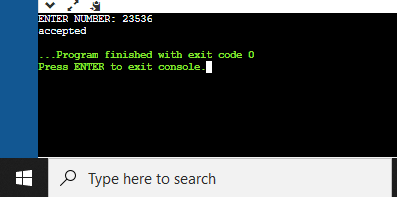 ENTER NUMBER: 23536
accepted
...Program finished with exit code 0
Press ENTER to exit console.
Type here to search